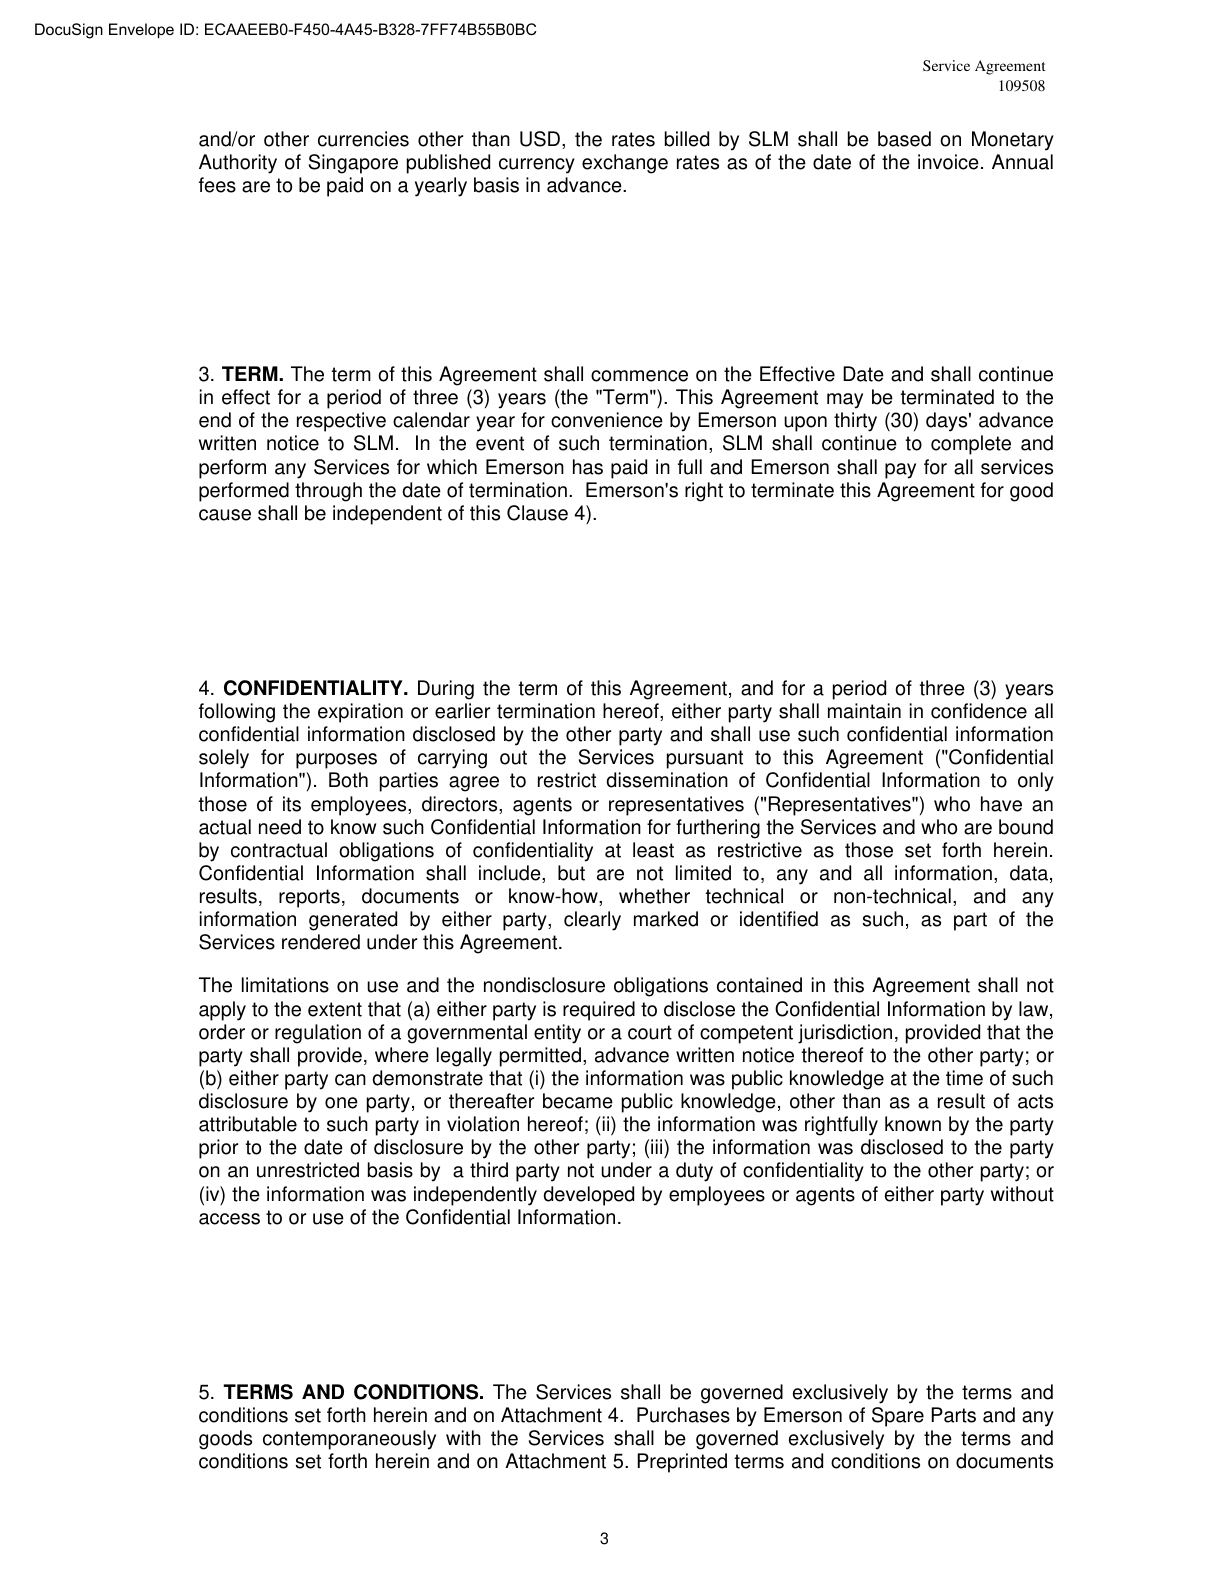 DocuSign Envelope ID: ECAAEEB0-F450-4A45-B328-7FF74B55B0BC
Service Agreement
109508
and/or other currencies other than USD, the rates billed by SLM shall be based on Monetary
Authority of Singapore published currency exchange rates as of the date of the invoice. Annual
fees are to be paid on a yearly basis in advance.
3. TERM. The term of this Agreement shall commence on the Effective Date and shall continue
in effect for a period of three (3) years (the "Term"). This Agreement may be terminated to the
end of the respective calendar year for convenience by Emerson upon thirty (30) days' advance
written notice to SLM.  In the event of such termination, SLM shall continue to complete and
perform any Services for which Emerson has paid in full and Emerson shall pay for all services
performed through the date of termination.  Emerson's right to terminate this Agreement for good
cause shall be independent of this Clause 4).
4. CONFIDENTIALITY. During the term of this Agreement, and for a period of three (3) years
following the expiration or earlier termination hereof, either party shall maintain in confidence all
confidential information disclosed by the other party and shall use such confidential information
solely for purposes of carrying out the Services pursuant to this Agreement ("Confidential
Information"). Both parties agree to restrict dissemination of Confidential Information to only
those of its employees, directors, agents or representatives ("Representatives") who have an
actual need to know such Confidential Information for furthering the Services and who are bound
by contractual obligations of confidentiality at least as restrictive as those set forth herein.
Confidential Information shall include, but are not limited to, any and all information, data,
results, reports, documents or know-how, whether technical or non-technical, and any
information generated by either party, clearly marked or identified as such, as part of the
Services rendered under this Agreement.
The limitations on use and the nondisclosure obligations contained in this Agreement shall not
apply to the extent that (a) either party is required to disclose the Confidential Information by law,
order or regulation of a governmental entity or a court of competent jurisdiction, provided that the
party shall provide, where legally permitted, advance written notice thereof to the other party; or
(b) either party can demonstrate that (i) the information was public knowledge at the time of such
disclosure by one party, or thereafter became public knowledge, other than as a result of acts
attributable to such party in violation hereof; (ii) the information was rightfully known by the party
prior to the date of disclosure by the other party; (iii) the information was disclosed to the party
on an unrestricted basis by  a third party not under a duty of confidentiality to the other party; or
(iv) the information was independently developed by employees or agents of either party without
access to or use of the Confidential Information.
5. TERMS AND CONDITIONS. The Services shall be governed exclusively by the terms and
conditions set forth herein and on Attachment 4.  Purchases by Emerson of Spare Parts and any
goods contemporaneously with the Services shall be governed exclusively by the terms and
conditions set forth herein and on Attachment 5. Preprinted terms and conditions on documents
3